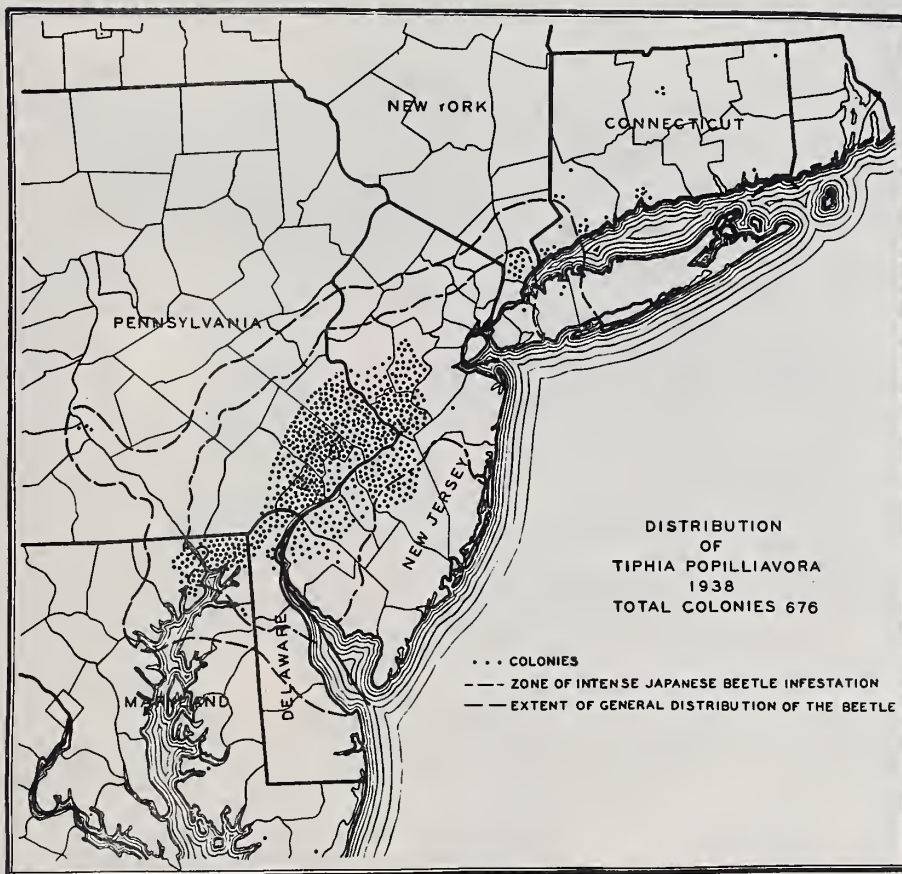 NEW YORK
CONNECTICUT
PENNSYLVANIA
NEW JERSEY
DELAWARE
MARYLAND
DISTRIBUTION
OF
TIPHIA POPILLIAVORA
1938
TOTAL COLONIES 676
COLONIES
ZONE OF INTENSE JAPANESE BEETLE INFESTATION
EXTENT OF GENERAL DISTRIBUTION OF THE BEETLE